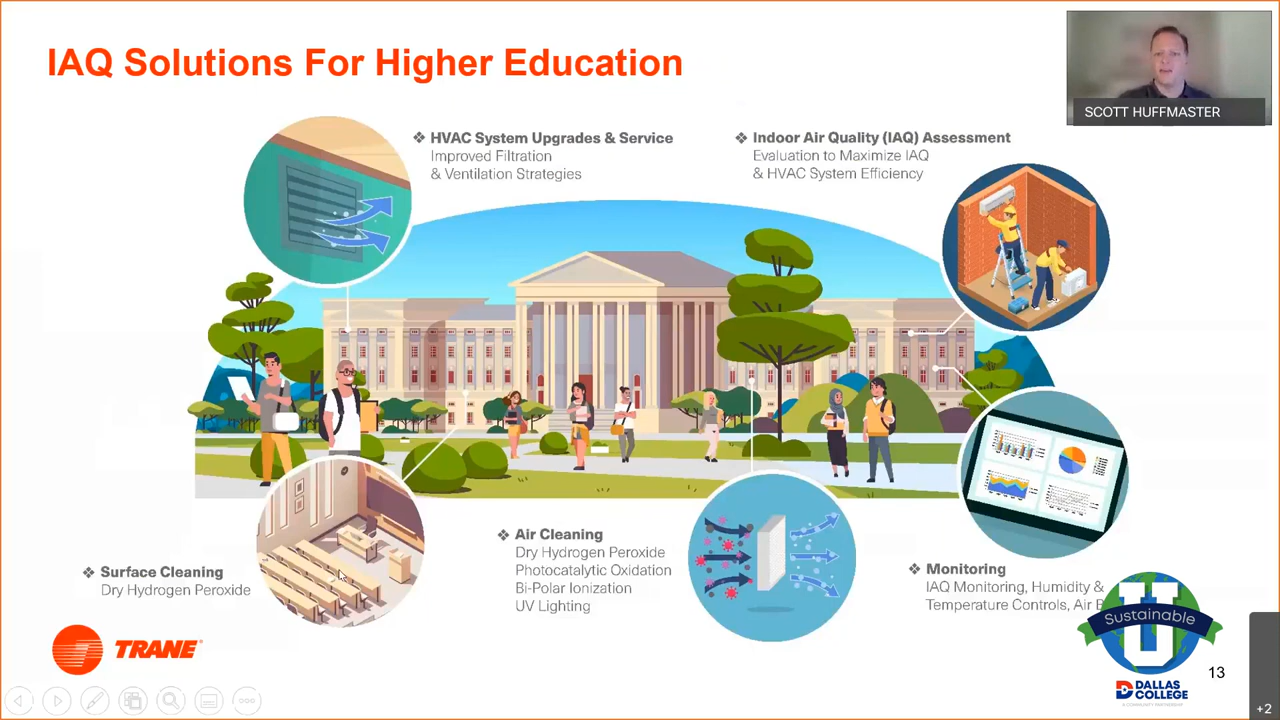 IAQ Solutions For Higher Education
SCOTT HUFFMASTER
❖ HVAC System Upgrades & Service
Improved Filtration
& Ventilation Strategies
❖ Indoor Air Quality (IAQ) Assessment
Evaluation to Maximize IAQ
& HVAC System Efficiency
❖ Surface Cleaning
Dry Hydrogen Peroxide
❖ Air Cleaning
Dry Hydrogen Peroxide
Photocatalytic Oxidation
Bi-Polar Ionization
UV Lighting
❖ Monitoring
IAQ Monitoring, Humidity &
Temperature Controls, Air
TRANE
U
Sustainable
DALLAS
COLLEGE
13
+2